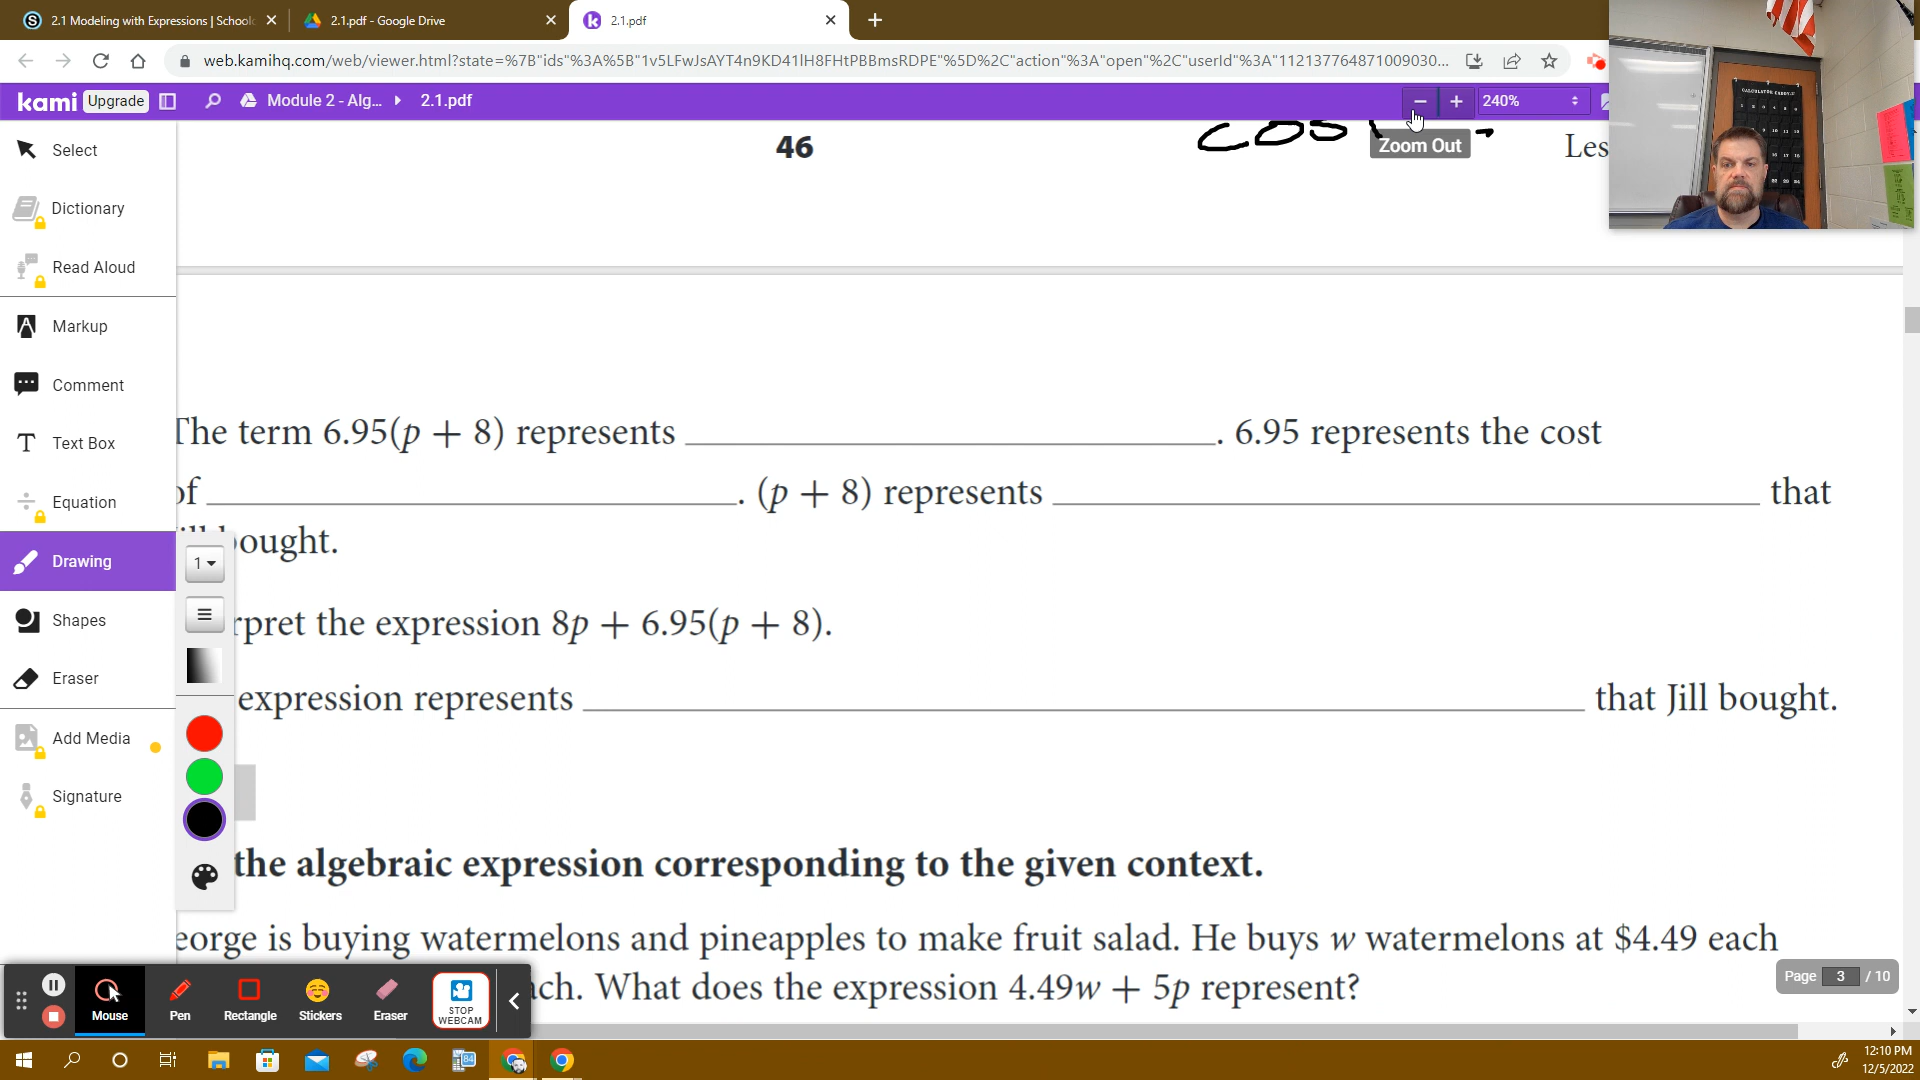 2.1 Modeling with Expressions | Schoolo
2.1.pdf - Google Drive
2.1.pdf
web.kamihq.com/web/viewer.html?state=%7B"ids"%3A%5B"1v5LFwJsAYT4n9KD41lH8FHtPBBmsRDPE"%5D%2C"action"%3A"open"%2C"userId"%3A"112137764871009030...
kami Upgrade Module 2 - Alg... 2.1.pdf 240%
Zoom Out
46
cos
Les
Select
Dictionary
Read Aloud
Markup
Comment
Text Box
Equation
Drawing
Shapes
Eraser
Add Media
Signature
1
The term 6.95(p + 8) represents ____. 6.95 represents the cost
of ____. (p + 8) represents ____ that
ill bought.
rpret the expression 8p + 6.95(p + 8).
expression represents ____ that Jill bought.
the algebraic expression corresponding to the given context.
eorge is buying watermelons and pineapples to make fruit salad. He buys w watermelons at $4.49 each
ach. What does the expression 4.49w + 5p represent?
Page 3 / 10
Mouse
Pen
Rectangle
Stickers
Eraser
STOP
WEBCAM
84
12:10 PM
12/5/2022